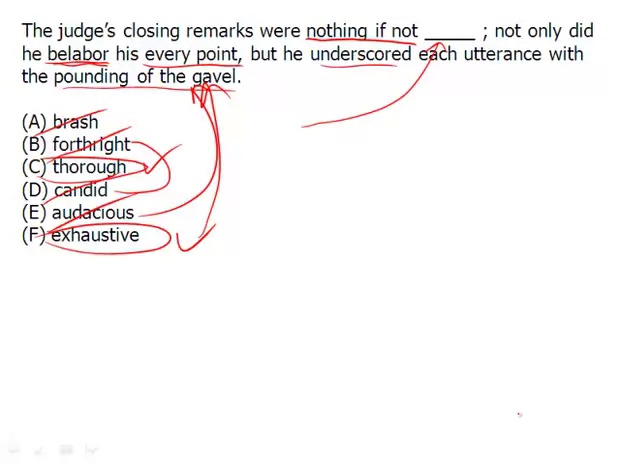 The judge's closing remarks were nothing if not _____ ; not only did
he belabor his every point, but he underscored each utterance with
the pounding of the gavel.
(A) brash
(B) forthright
(C) thorough
(D) candid
(E) audacious
(F) exhaustive